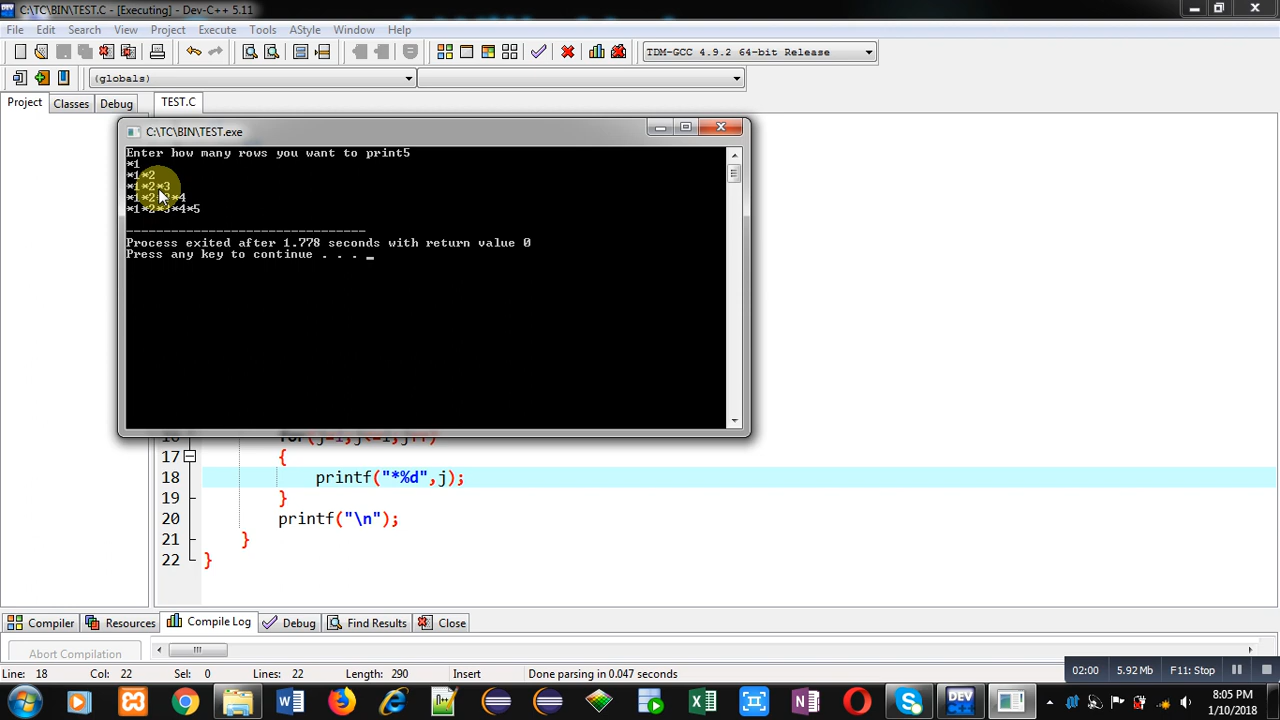 C:\TC\BIN\TEST.C - [Executing] - Dev-C++ 5.11
File Edit Search View Project Execute Tools AStyle Window Help
TDM-GCC 4.9.2 64-bit Release
(globals)
Project Classes Debug TEST.C
C:\TC\BIN\TEST.exe
Enter how many rows you want to print5
*1
*1*2
*1*2*3
*1*2*3*4
*1*2*3*4*5
--------------------------------
Process exited after 1.778 seconds with return value 0
Press any key to continue . . . _
16 for(j=1;j<=i;j++)
17 {
18 printf("*%d",j);
19 }
20 printf("\n");
21 }
22 }
Compiler Resources Compile Log Debug Find Results Close
Abort Compilation
Line: 18 Col: 22 Sel: 0 Lines: 22 Length: 290 Insert Done parsing in 0.047 seconds
02:00 5.92 Mb F11: Stop
DEV
8:05 PM
1/10/2018